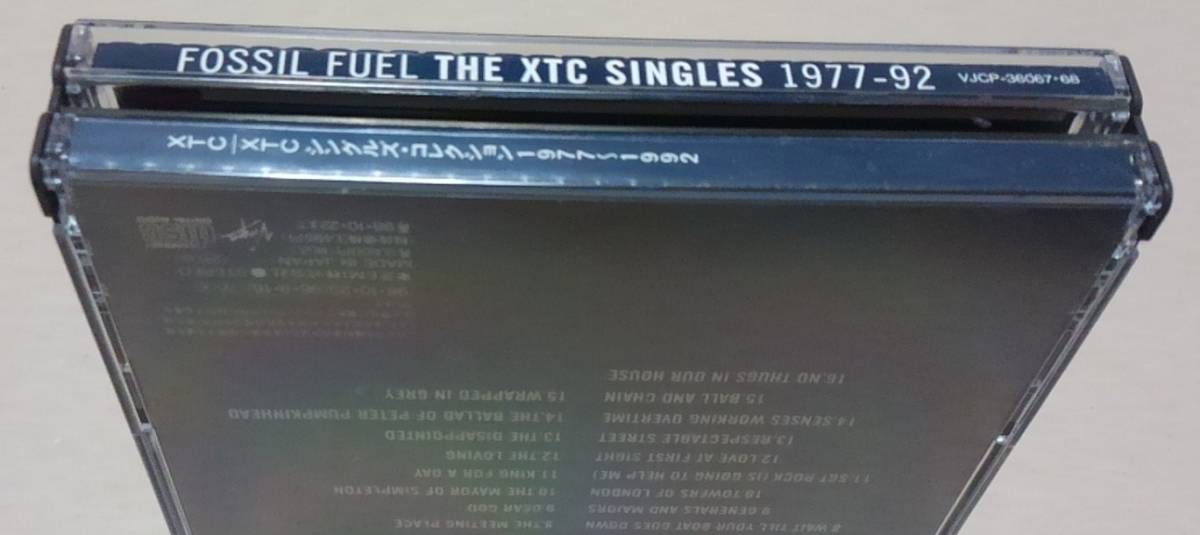 FOSSIL FUEL THE XTC SINGLES 1977-92 VJCP-36067・68
XTC/XTC シングルズ・コレクション1977〜1992
8.WAIT TILL YOUR BOAT GOES DOWN
9.GENERALS AND MAJORS
10.TOWERS OF LONDON
11.SGT ROCK (IS GOING TO HELP ME)
12.LOVE AT FIRST SIGHT
13.RESPECTABLE STREET
14.SENSES WORKING OVERTIME
15.BALL AND CHAIN
16.NO THUGS IN OUR HOUSE
8.THE MEETING PLACE
9.DEAR GOD
10.THE MAYOR OF SIMPLETON
11.KING FOR A DAY
12.THE LOVING
13.THE DISAPPOINTED
14.THE BALLAD OF PETER PUMPKINHEAD
15.WRAPPED IN GREY
MADE IN JAPAN